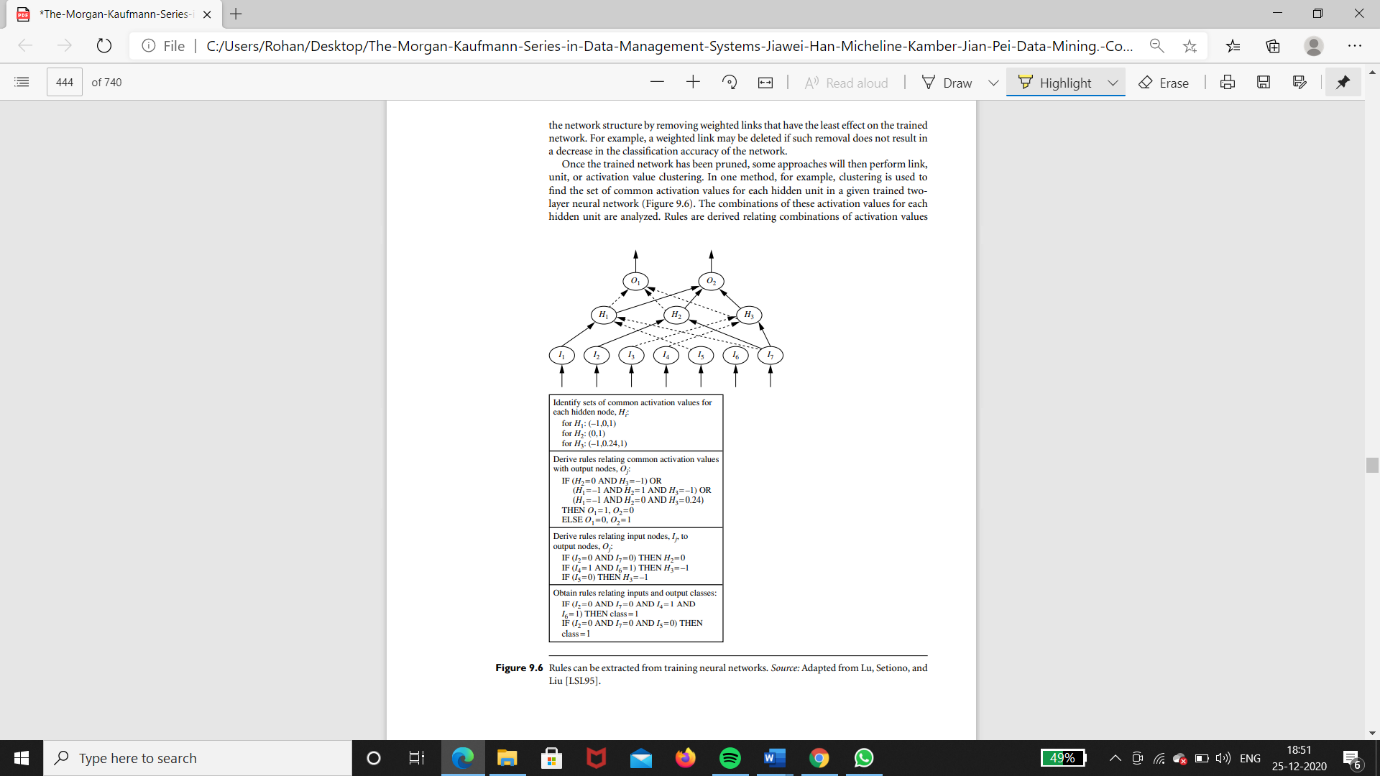 *The-Morgan-Kaufmann-Series-
File
C:/Users/Rohan/Desktop/The-Morgan-Kaufmann-Series-in-Data-Management-Systems-Jiawei-Han-Micheline-Kamber-Jian-Pei-Data-Mining.-Co...
444 of 740
Read aloud
Draw
Highlight
Erase
the network structure by removing weighted links that have the least effect on the trained
network. For example, a weighted link may be deleted if such removal does not result in
a decrease in the classification accuracy of the network.
Once the trained network has been pruned, some approaches will then perform link,
unit, or activation value clustering. In one method, for example, clustering is used to
find the set of common activation values for each hidden unit in a given trained two-
layer neural network (Figure 9.6). The combinations of these activation values for each
hidden unit are analyzed. Rules are derived relating combinations of activation values
O1 O2
H1 H2 H3
I1 I2 I3 I4 I5 I6 I7
Identify sets of common activation values for
each hidden node, Hi:
for H1: (–1,0,1)
for H2: (0,1)
for H3: (–1,0.24,1)
Derive rules relating common activation values
with output nodes, Oj:
IF (H2=0 AND H3=–1) OR
(H1=–1 AND H2=1 AND H3=–1) OR
(H1=–1 AND H2=0 AND H3=0.24)
THEN O1=1, O2=0
ELSE O1=0, O2=1
Derive rules relating input nodes, Ij, to
output nodes, Oj:
IF (I2=0 AND I7=0) THEN H2=0
IF (I4=1 AND I6=1) THEN H3=–1
IF (I5=0) THEN H3=–1
Obtain rules relating inputs and output classes:
IF (I2=0 AND I7=0 AND I4=1 AND
I6=1) THEN class=1
IF (I2=0 AND I7=0 AND I5=0) THEN
class=1
Figure 9.6 Rules can be extracted from training neural networks. Source: Adapted from Lu, Setiono, and
Liu [LSL95].
Type here to search
49%
ENG
18:51
25-12-2020
6